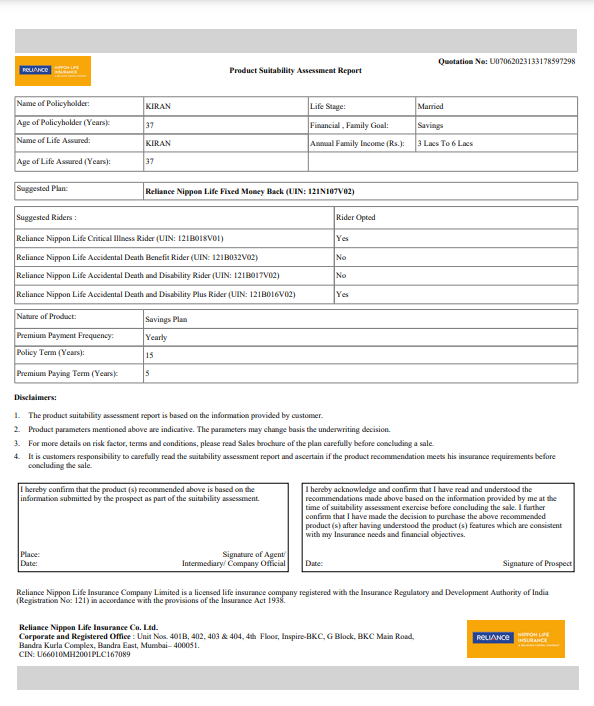 Quotation No: U07062023133178597298
RELIANCE
NIPPON LIFE
INSURANCE
Product Suitability Assessment Report
Name of Policyholder: KIRAN Life Stage: Married
Age of Policyholder (Years): 37 Financial , Family Goal: Savings
Name of Life Assured: KIRAN Annual Family Income (Rs.): 3 Lacs To 6 Lacs
Age of Life Assured (Years): 37
Suggested Plan: Reliance Nippon Life Fixed Money Back (UIN: 121N107V02)
Suggested Riders : Rider Opted
Reliance Nippon Life Critical Illness Rider (UIN: 121B018V01) Yes
Reliance Nippon Life Accidental Death Benefit Rider (UIN: 121B032V02) No
Reliance Nippon Life Accidental Death and Disability Rider (UIN: 121B017V02) No
Reliance Nippon Life Accidental Death and Disability Plus Rider (UIN: 121B016V02) Yes
Nature of Product: Savings Plan
Premium Payment Frequency: Yearly
Policy Term (Years): 15
Premium Paying Term (Years): 5
Disclaimers:
1. The product suitability assessment report is based on the information provided by customer.
2. Product parameters mentioned above are indicative. The parameters may change basis the underwriting decision.
3. For more details on risk factor, terms and conditions, please read Sales brochure of the plan carefully before concluding a sale.
4. It is customers responsibility to carefully read the suitability assessment report and ascertain if the product recommendation meets his insurance requirements before
concluding the sale.
I hereby confirm that the product (s) recommended above is based on the
information submitted by the prospect as part of the suitability assessment.
Place: Signature of Agent/
Date: Intermediary/ Company Official
I hereby acknowledge and confirm that I have read and understood the
recommendations made above based on the information provided by me at the
time of suitability assessment exercise before concluding the sale. I further
confirm that I have made the decision to purchase the above recommended
product (s) after having understood the product (s) features which are consistent
with my Insurance needs and financial objectives.
Date: Signature of Prospect
Reliance Nippon Life Insurance Company Limited is a licensed life insurance company registered with the Insurance Regulatory and Development Authority of India
(Registration No: 121) in accordance with the provisions of the Insurance Act 1938.
Reliance Nippon Life Insurance Co. Ltd.
Corporate and Registered Office : Unit Nos. 401B, 402, 403 & 404, 4th Floor, Inspire-BKC, G Block, BKC Main Road,
Bandra Kurla Complex, Bandra East, Mumbai– 400051.
CIN: U66010MH2001PLC167089
RELIANCE
NIPPON LIFE
INSURANCE